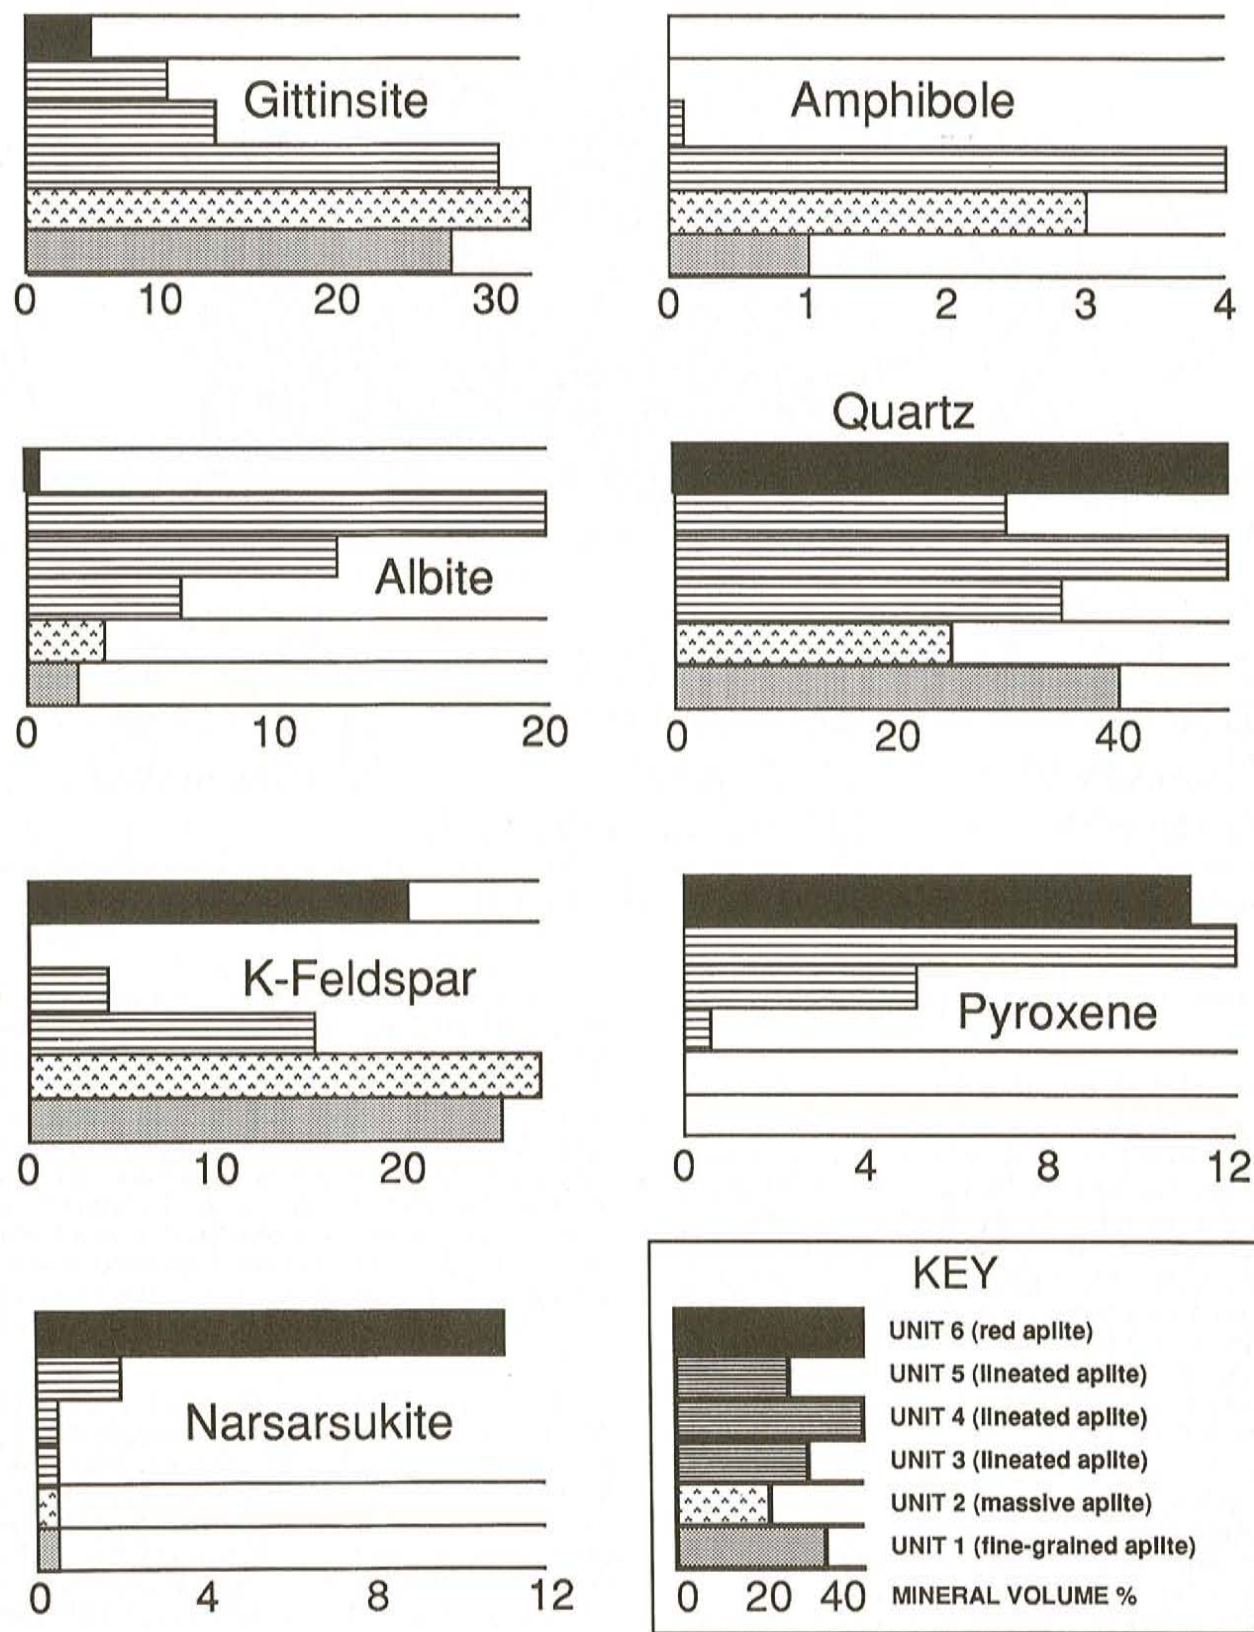 Gittinsite
0 10 20 30
Amphibole
0 1 2 3 4
Albite
0 10 20
Quartz
0 20 40
K-Feldspar
0 10 20
Pyroxene
0 4 8 12
Narsarsukite
0 4 8 12
KEY
UNIT 6 (red aplite)
UNIT 5 (lineated aplite)
UNIT 4 (lineated aplite)
UNIT 3 (lineated aplite)
UNIT 2 (massive aplite)
UNIT 1 (fine-grained aplite)
0 20 40 MINERAL VOLUME %